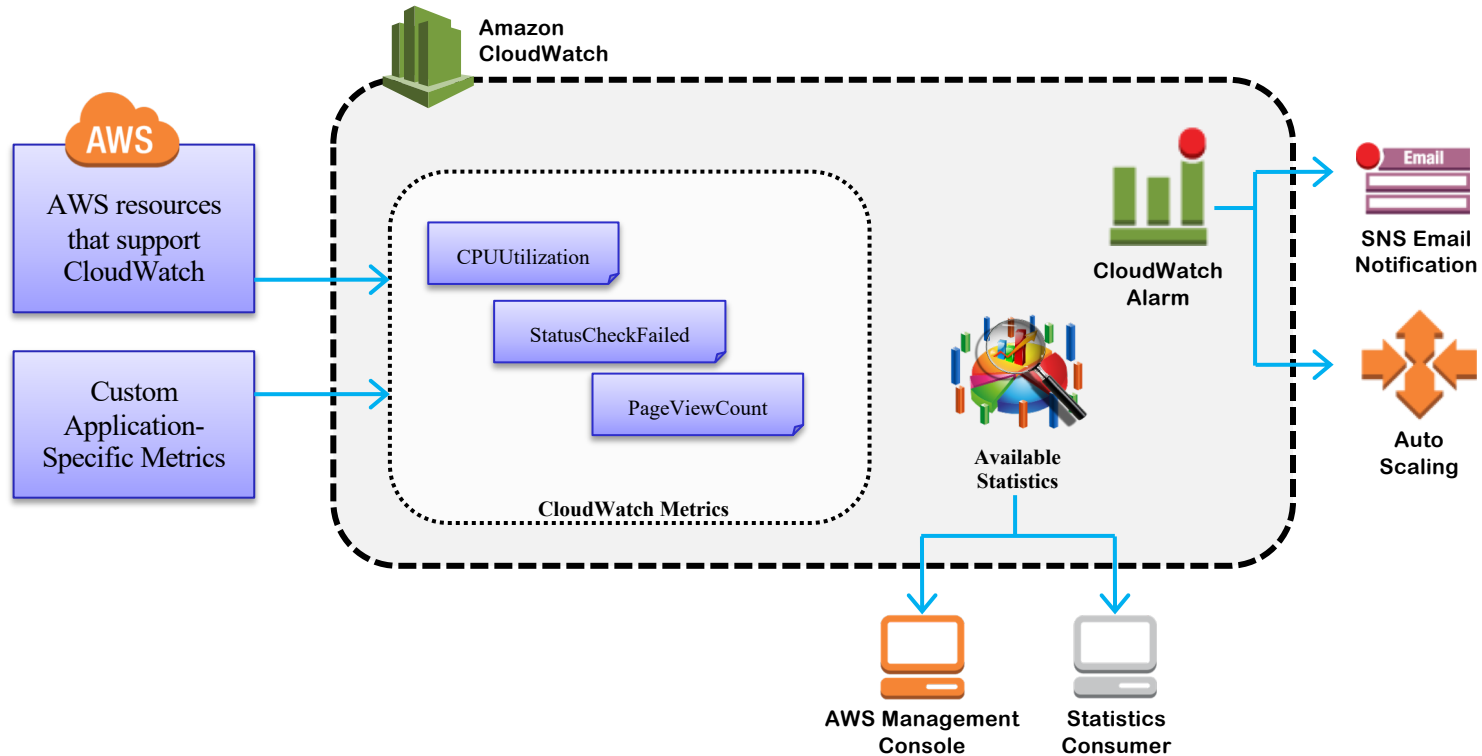 Amazon
CloudWatch
AWS
AWS resources
that support
CloudWatch
Custom
Application-
Specific Metrics
CPUUtilization
StatusCheckFailed
PageViewCount
CloudWatch Metrics
Available
Statistics
CloudWatch
Alarm
Email
SNS Email
Notification
Auto
Scaling
AWS Management
Console
Statistics
Consumer